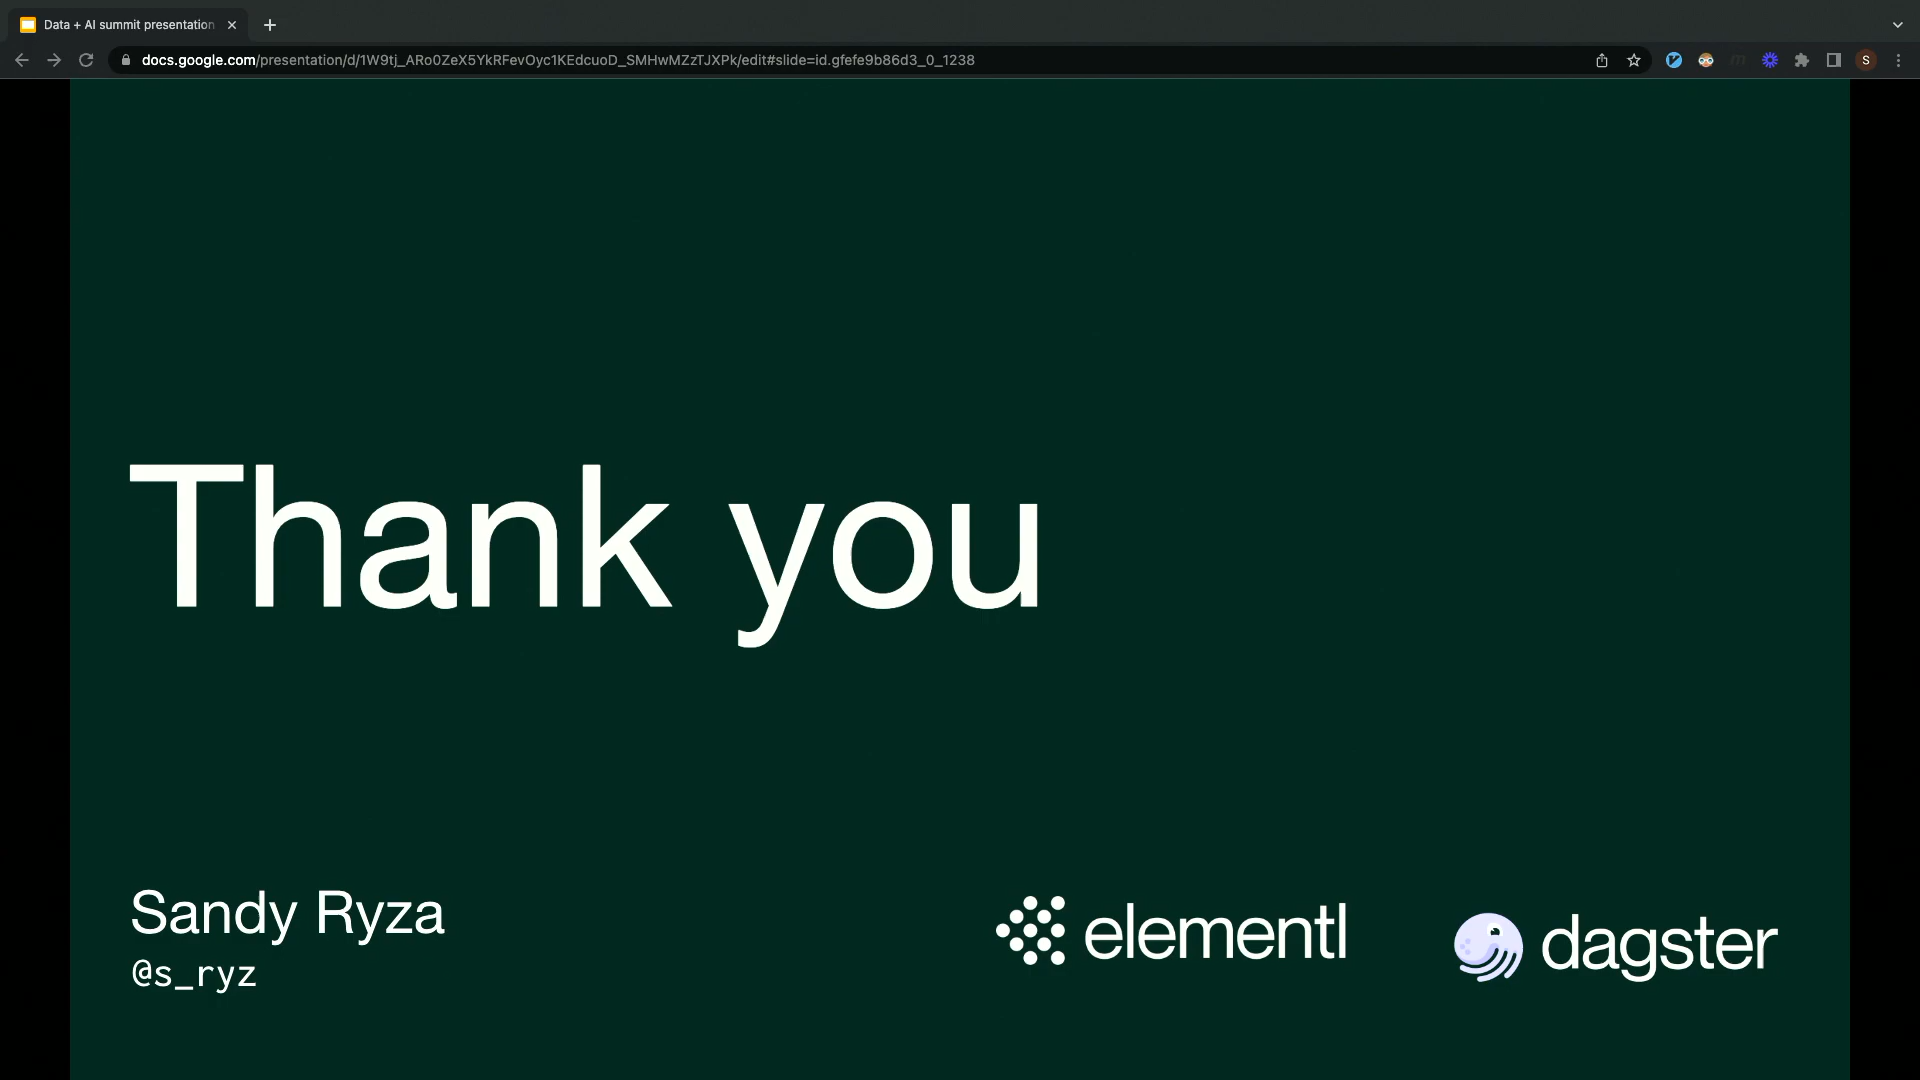 Data + AI summit presentation
docs.google.com/presentation/d/1W9tj_ARo0ZeX5YkRFevOyc1KEdcuoD_SMHwMZzTJXPk/edit#slide=id.gfefe9b86d3_0_1238
S
Thank you
Sandy Ryza
@s_ryz
elementl
dagster